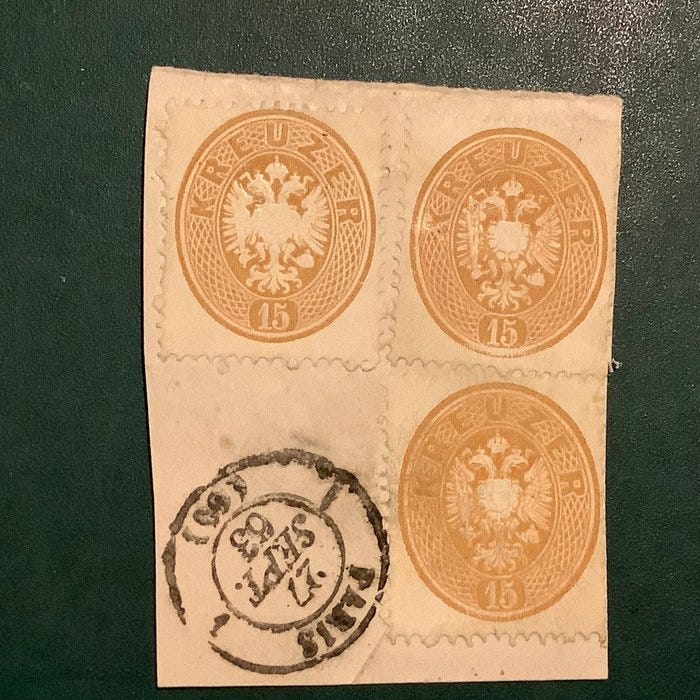 KREUZER
15
KREUZER
15
KREUZER
15
PARIS
27
SEPT.
63
(60)